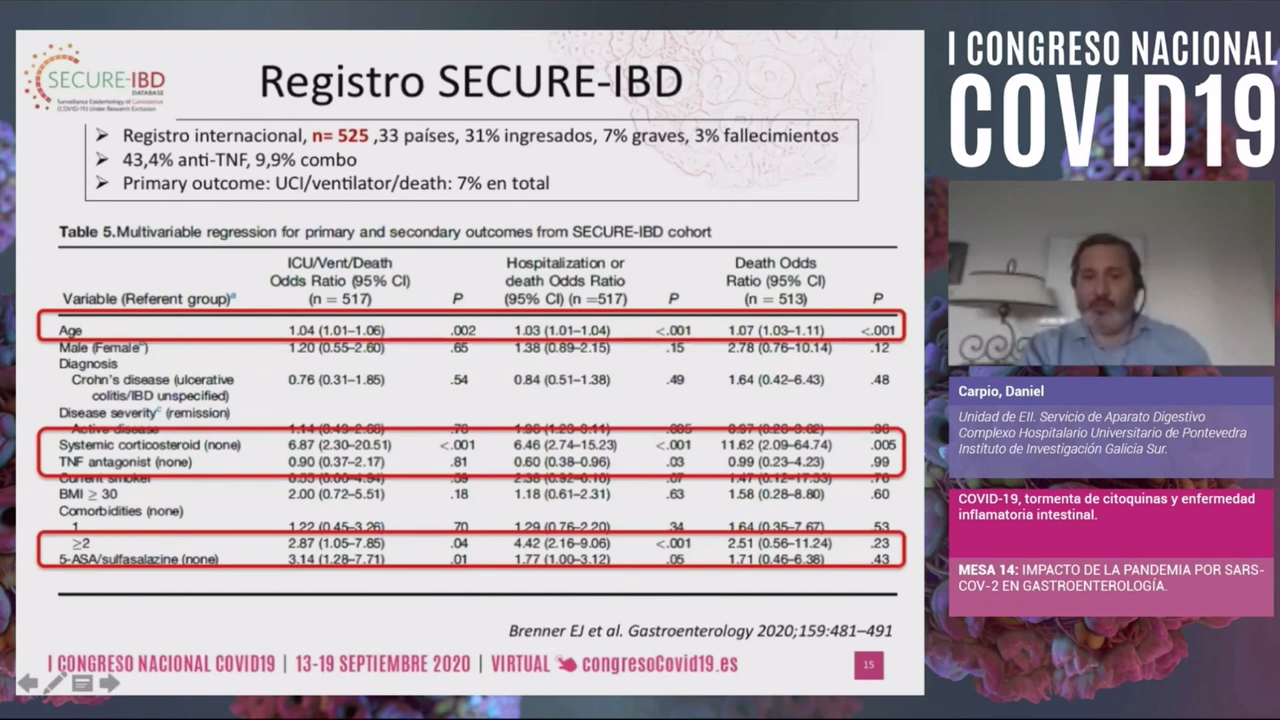 SECURE-IBD
DATABASE
Surveillance Epidemiology of Coronavirus
(COVID-19) Under Research Exclusion
Registro SECURE-IBD
Registro internacional, n= 525 ,33 países, 31% ingresados, 7% graves, 3% fallecimientos
43,4% anti-TNF, 9,9% combo
Primary outcome: UCI/ventilator/death: 7% en total
Table 5.Multivariable regression for primary and secondary outcomes from SECURE-IBD cohort
ICU/Vent/Death Hospitalization or Death Odds
Odds Ratio (95% CI) death Odds Ratio Ratio (95% CI)
Variable (Referent group)a (n = 517) P (95% CI) (n =517) P (n = 513) P
Age 1.04 (1.01–1.06) .002 1.03 (1.01–1.04) <.001 1.07 (1.03–1.11) <.001
Male (Female) 1.20 (0.55–2.60) .65 1.38 (0.89–2.15) .15 2.78 (0.76–10.14) .12
Diagnosis
Crohn's disease (ulcerative 0.76 (0.31–1.85) .54 0.84 (0.51–1.38) .49 1.64 (0.42–6.43) .48
colitis/IBD unspecified)
Disease severityc (remission)
Active disease
Systemic corticosteroid (none) 6.87 (2.30–20.51) <.001 6.46 (2.74–15.23) <.001 11.62 (2.09–64.74) .005
TNF antagonist (none) 0.90 (0.37–2.17) .81 0.60 (0.38–0.96) .03 0.99 (0.23–4.23) .99
Current smoker
BMI ≥ 30 2.00 (0.72–5.51) .18 1.18 (0.61–2.31) .63 1.58 (0.28–8.80) .60
Comorbidities (none)
1 1.22 (0.45–3.26) .70 1.29 (0.76–2.20) .34 1.64 (0.35–7.67) .53
≥2 2.87 (1.05–7.85) .04 4.42 (2.16–9.06) <.001 2.51 (0.56–11.24) .23
5-ASA/sulfasalazine (none) 3.14 (1.28–7.71) .01 1.77 (1.00–3.12) .05 1.71 (0.46–6.38) .43
Brenner EJ et al. Gastroenterology 2020;159:481–491
I CONGRESO NACIONAL COVID19 | 13-19 SEPTIEMBRE 2020 | VIRTUAL congresoCovid19.es
15
I CONGRESO NACIONAL
COVID19
Carpio, Daniel
Unidad de EII. Servicio de Aparato Digestivo
Complexo Hospitalario Universitario de Pontevedra
Instituto de Investigación Galicia Sur.
COVID-19, tormenta de citoquinas y enfermedad
inflamatoria intestinal.
MESA 14: IMPACTO DE LA PANDEMIA POR SARS-
COV-2 EN GASTROENTEROLOGÍA.